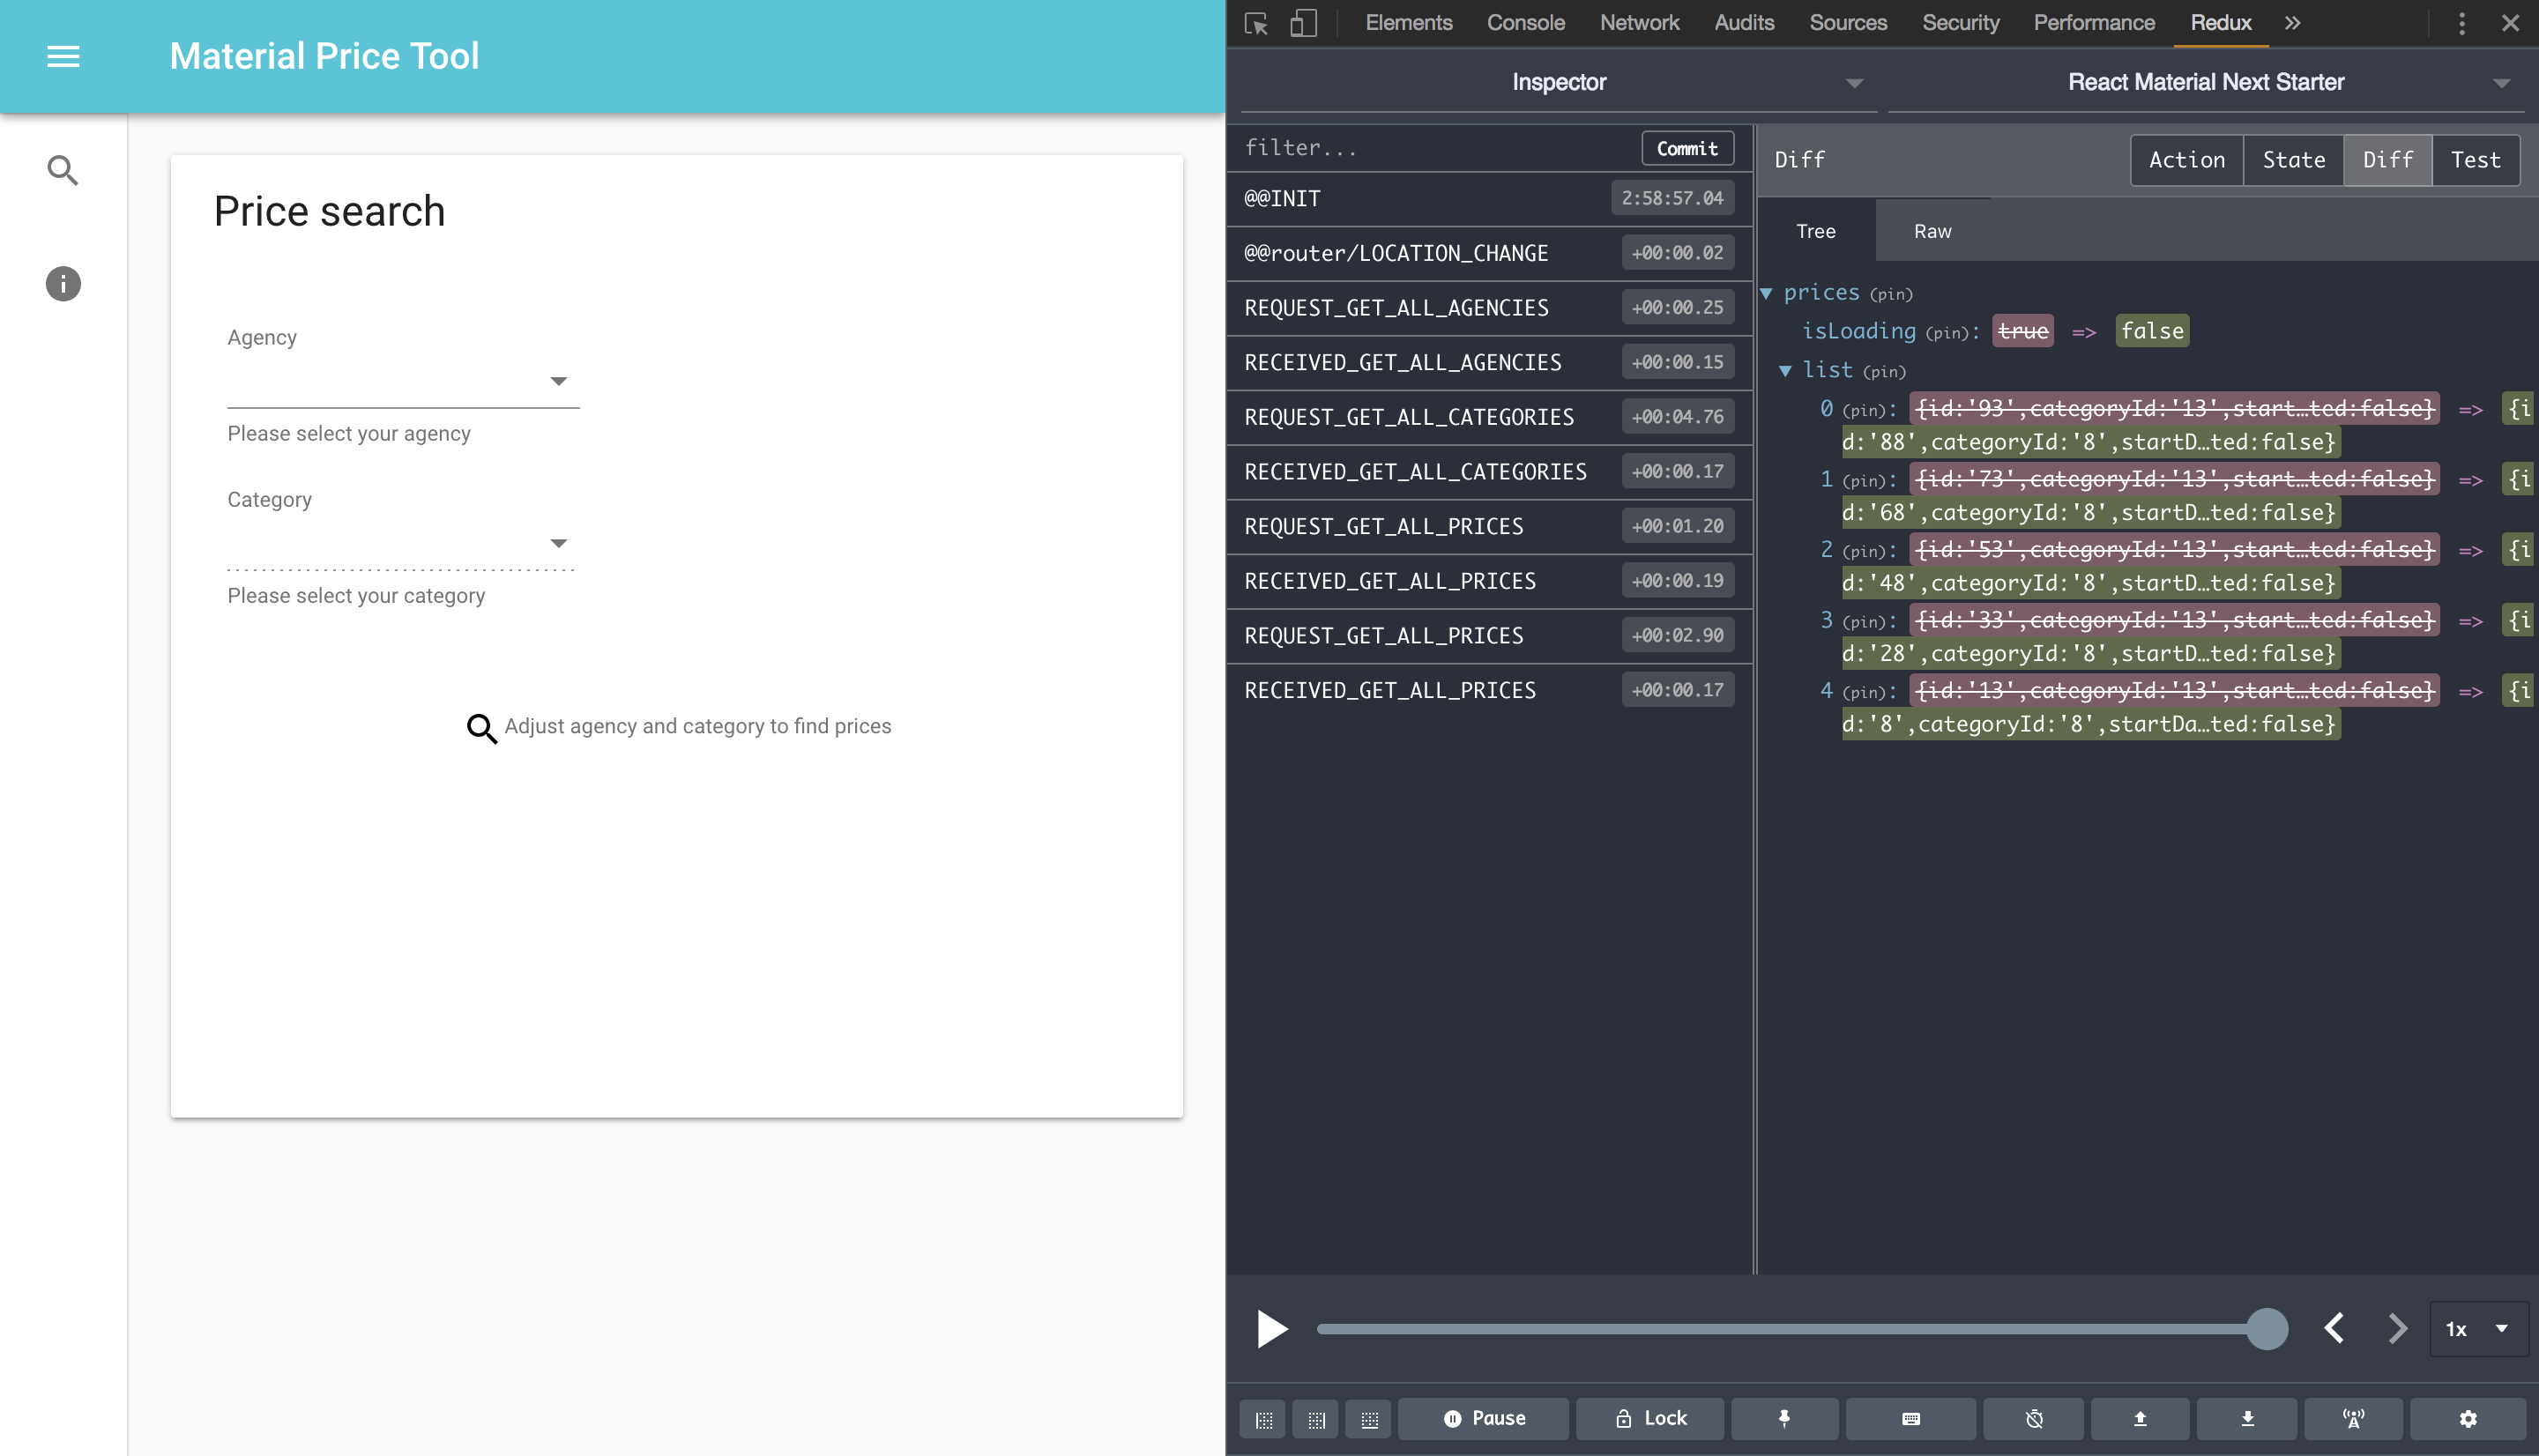 Material Price Tool
Price search
Agency
Please select your agency
Category
Please select your category
Adjust agency and category to find prices
Elements Console Network Audits Sources Security Performance Redux
Inspector React Material Next Starter
filter... Commit
@@INIT 2:58:57.04
@@router/LOCATION_CHANGE +00:00.02
REQUEST_GET_ALL_AGENCIES +00:00.25
RECEIVED_GET_ALL_AGENCIES +00:00.15
REQUEST_GET_ALL_CATEGORIES +00:04.76
RECEIVED_GET_ALL_CATEGORIES +00:00.17
REQUEST_GET_ALL_PRICES +00:01.20
RECEIVED_GET_ALL_PRICES +00:00.19
REQUEST_GET_ALL_PRICES +00:02.90
RECEIVED_GET_ALL_PRICES +00:00.17
Diff Action State Diff Test
Tree Raw
prices (pin)
isLoading (pin): true => false
list (pin)
0 (pin): {id:'93',categoryId:'13',start…ted:false} => {i
d:'88',categoryId:'8',startD…ted:false}
1 (pin): {id:'73',categoryId:'13',start…ted:false} => {i
d:'68',categoryId:'8',startD…ted:false}
2 (pin): {id:'53',categoryId:'13',start…ted:false} => {i
d:'48',categoryId:'8',startD…ted:false}
3 (pin): {id:'33',categoryId:'13',start…ted:false} => {i
d:'28',categoryId:'8',startD…ted:false}
4 (pin): {id:'13',categoryId:'13',start…ted:false} => {i
d:'8',categoryId:'8',startDa…ted:false}
1x
Pause Lock